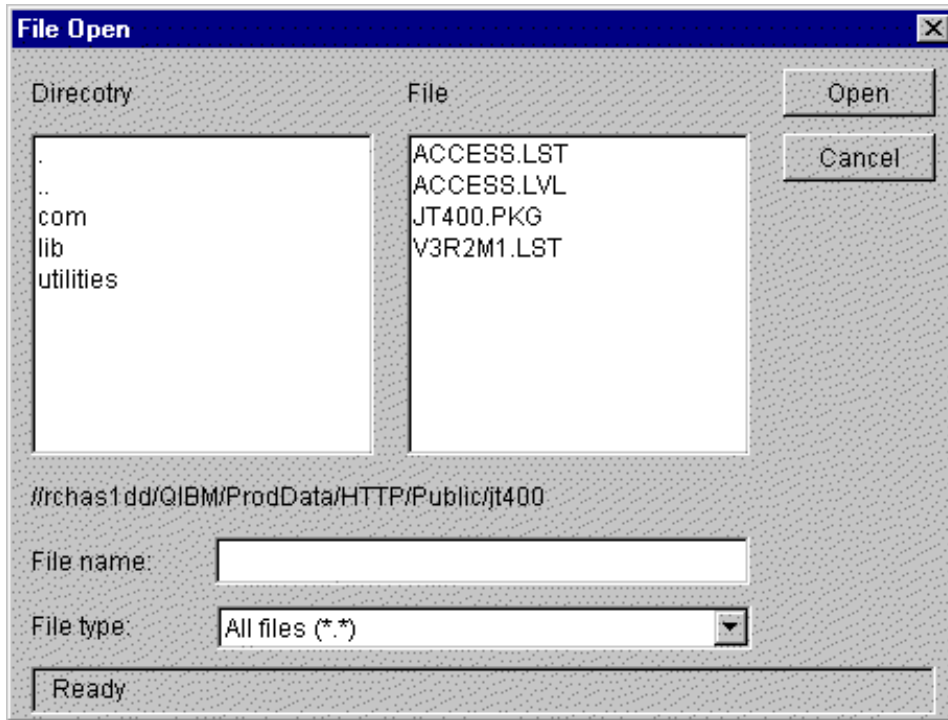 File Open
Direcotry
File
Open
Cancel
.
..
com
lib
utilities
ACCESS.LST
ACCESS.LVL
JT400.PKG
V3R2M1.LST
//rchas1dd/QIBM/ProdData/HTTP/Public/jt400
File name:
File type:
All files (*.*)
Ready